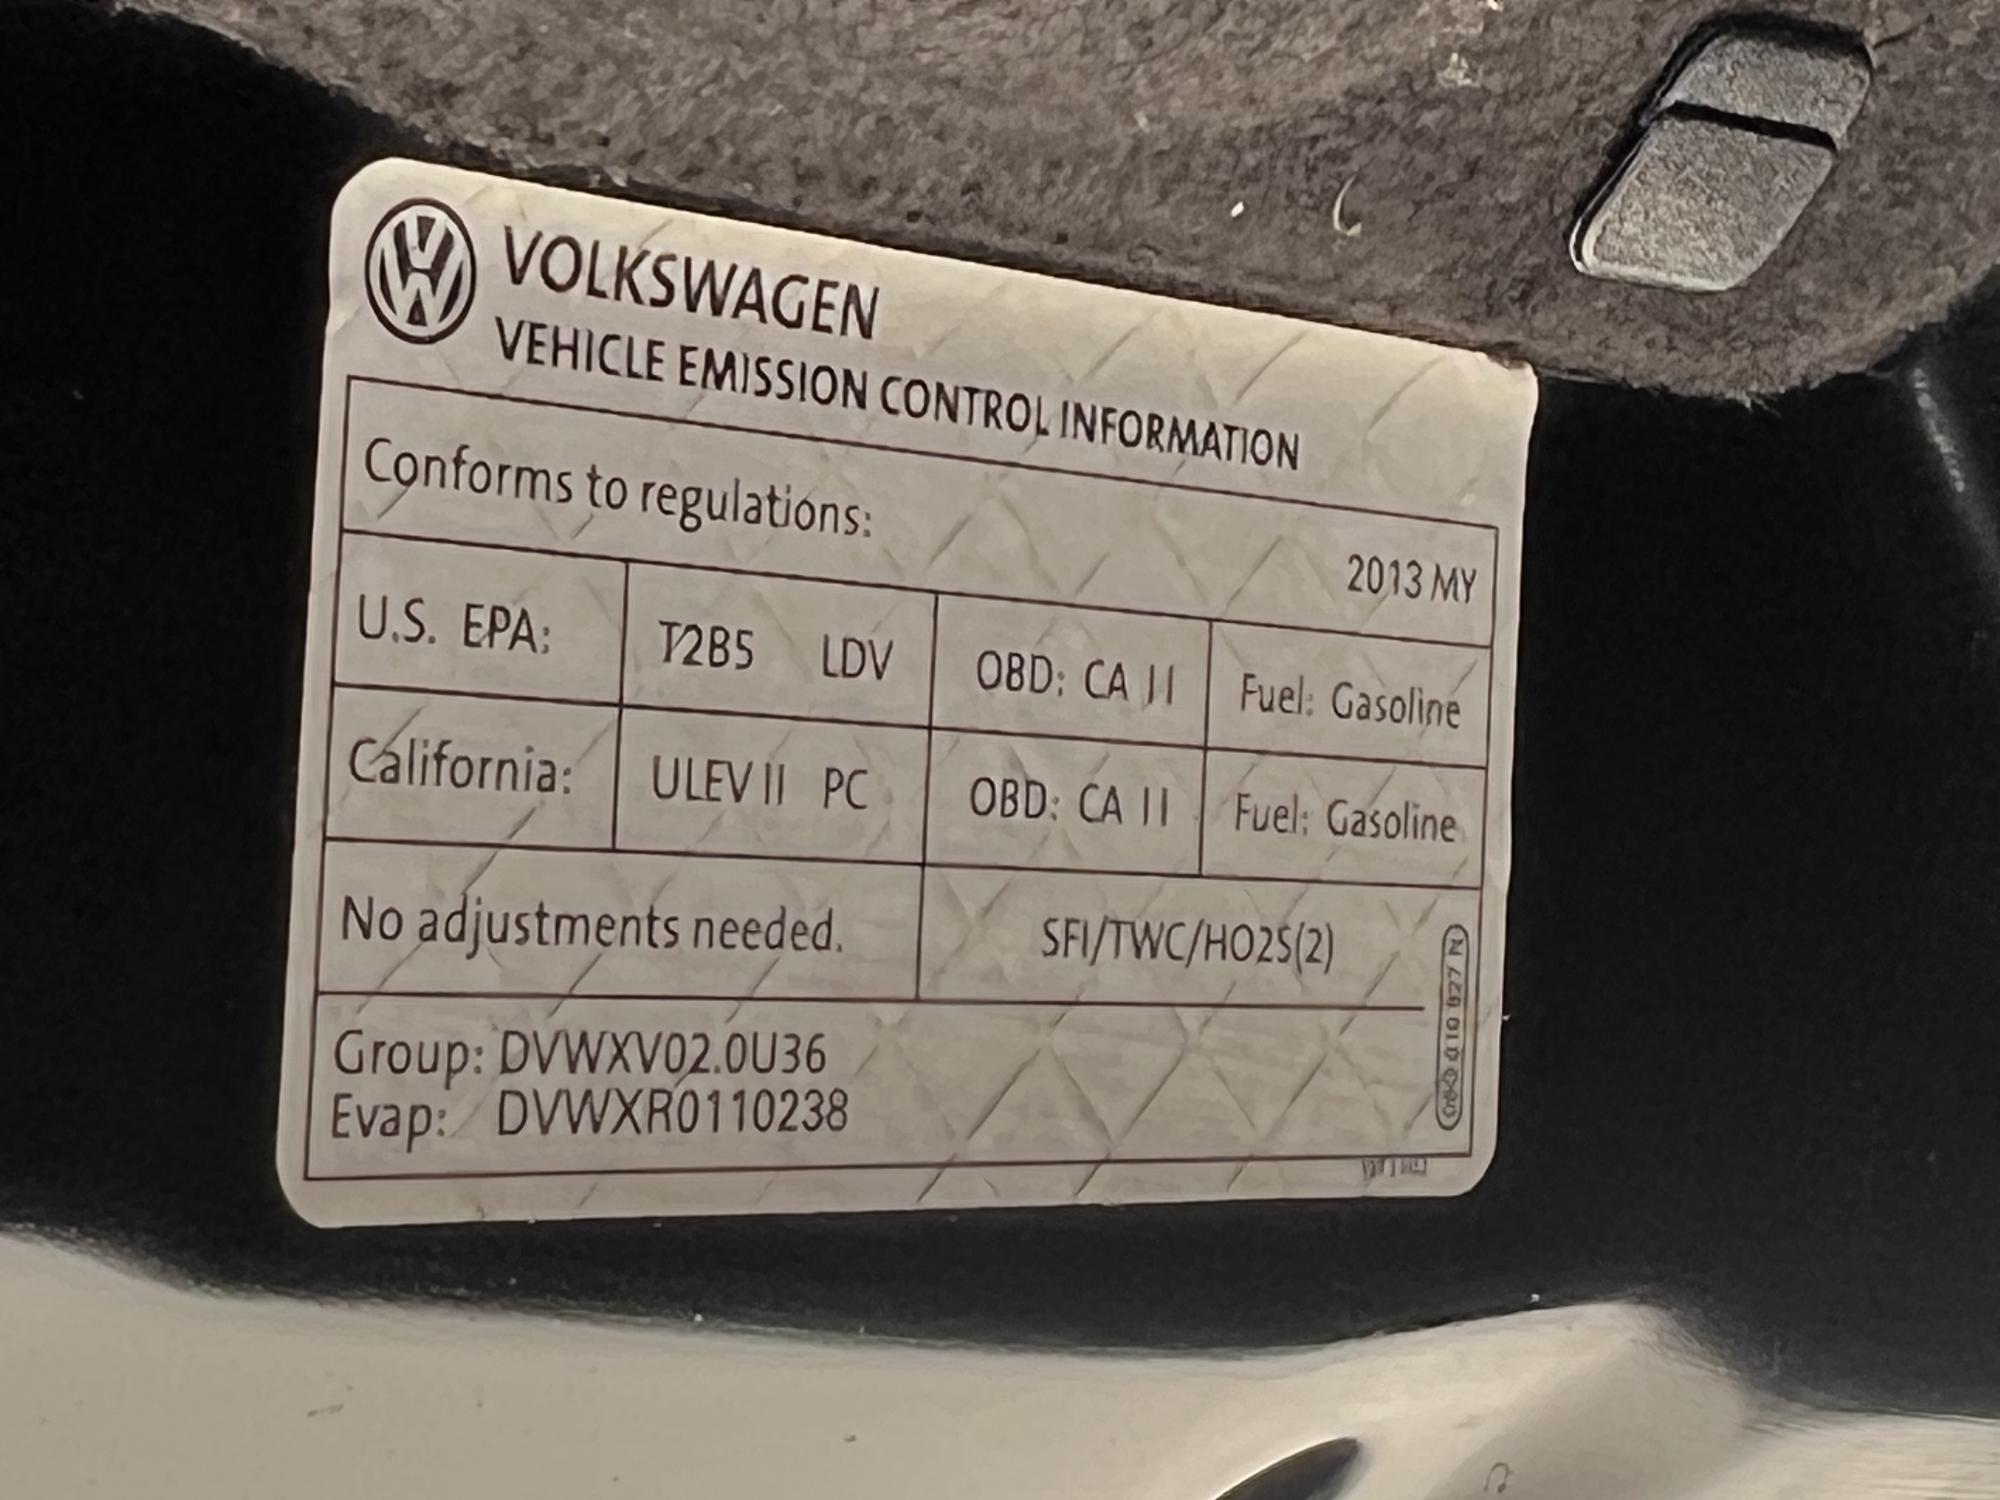 VOLKSWAGEN
VEHICLE EMISSION CONTROL INFORMATION
Conforms to regulations:
2013 MY
U.S. EPA: T2B5 LDV OBD: CA II Fuel: Gasoline
California: ULEV II PC OBD: CA II Fuel: Gasoline
No adjustments needed. SFI/TWC/HO2S(2)
Group: DVWXV02.0U36
Evap: DVWXR0110238